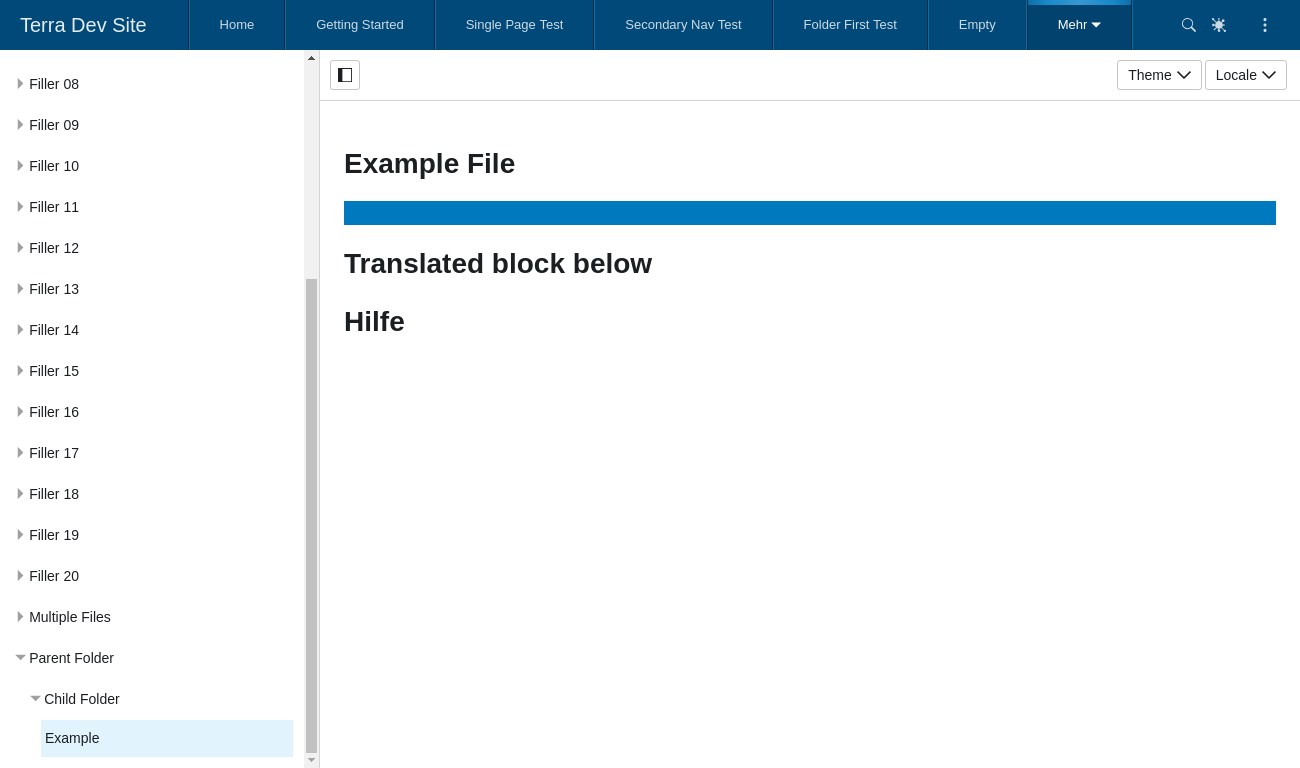 Terra Dev Site
Home
Getting Started
Single Page Test
Secondary Nav Test
Folder First Test
Empty
Mehr
Filler 08
Filler 09
Filler 10
Filler 11
Filler 12
Filler 13
Filler 14
Filler 15
Filler 16
Filler 17
Filler 18
Filler 19
Filler 20
Multiple Files
Parent Folder
Child Folder
Example
Theme
Locale
Example File
Translated block below
Hilfe